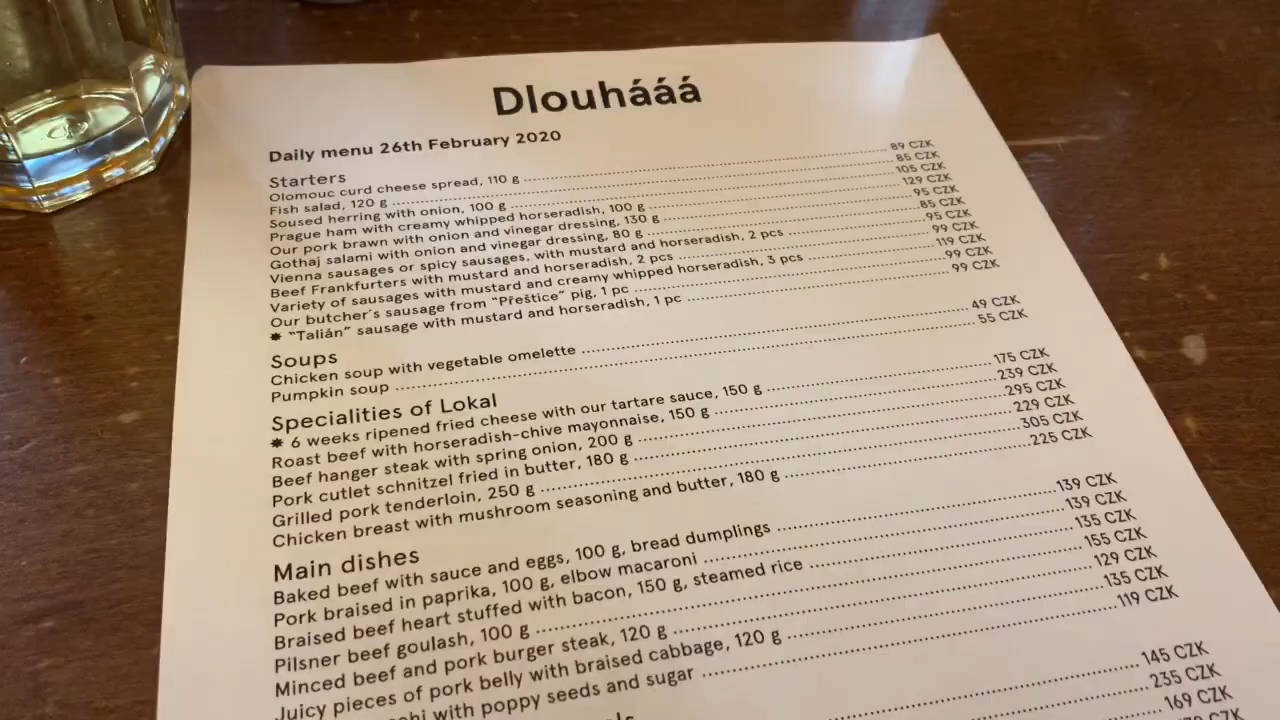 Dlouhááá
Daily menu 26th February 2020
Starters
Olomouc curd cheese spread, 110 g ........ 89 CZK
Fish salad, 120 g ........ 85 CZK
Soused herring with onion, 100 g ........ 105 CZK
Prague ham with creamy whipped horseradish, 100 g ........ 129 CZK
Our pork brawn with onion and vinegar dressing, 130 g ........ 95 CZK
Gothaj salami with onion and vinegar dressing, 80 g ........ 85 CZK
Vienna sausages or spicy sausages, with mustard and horseradish, 2 pcs ........ 95 CZK
Beef Frankfurters with mustard and horseradish, 2 pcs ........ 99 CZK
Variety of sausages with mustard and creamy whipped horseradish, 3 pcs ........ 119 CZK
Our butcher´s sausage from “Přeštice” pig, 1 pc ........ 99 CZK
✸ “Talián” sausage with mustard and horseradish, 1 pc ........ 99 CZK
Soups
Chicken soup with vegetable omelette ........ 49 CZK
Pumpkin soup ........ 55 CZK
Specialities of Lokal
✸ 6 weeks ripened fried cheese with our tartare sauce, 150 g ........ 175 CZK
Roast beef with horseradish-chive mayonnaise, 150 g ........ 239 CZK
Beef hanger steak with spring onion, 200 g ........ 295 CZK
Pork cutlet schnitzel fried in butter, 180 g ........ 229 CZK
Grilled pork tenderloin, 250 g ........ 305 CZK
Chicken breast with mushroom seasoning and butter, 180 g ........ 225 CZK
Main dishes
Baked beef with sauce and eggs, 100 g, bread dumplings ........ 139 CZK
Pork braised in paprika, 100 g, elbow macaroni ........ 139 CZK
Braised beef heart stuffed with bacon, 150 g, steamed rice ........ 135 CZK
Pilsner beef goulash, 100 g ........ 155 CZK
Minced beef and pork burger steak, 120 g ........ 129 CZK
Juicy pieces of pork belly with braised cabbage, 120 g ........ 135 CZK
with poppy seeds and sugar ........ 119 CZK
145 CZK
235 CZK
169 CZK